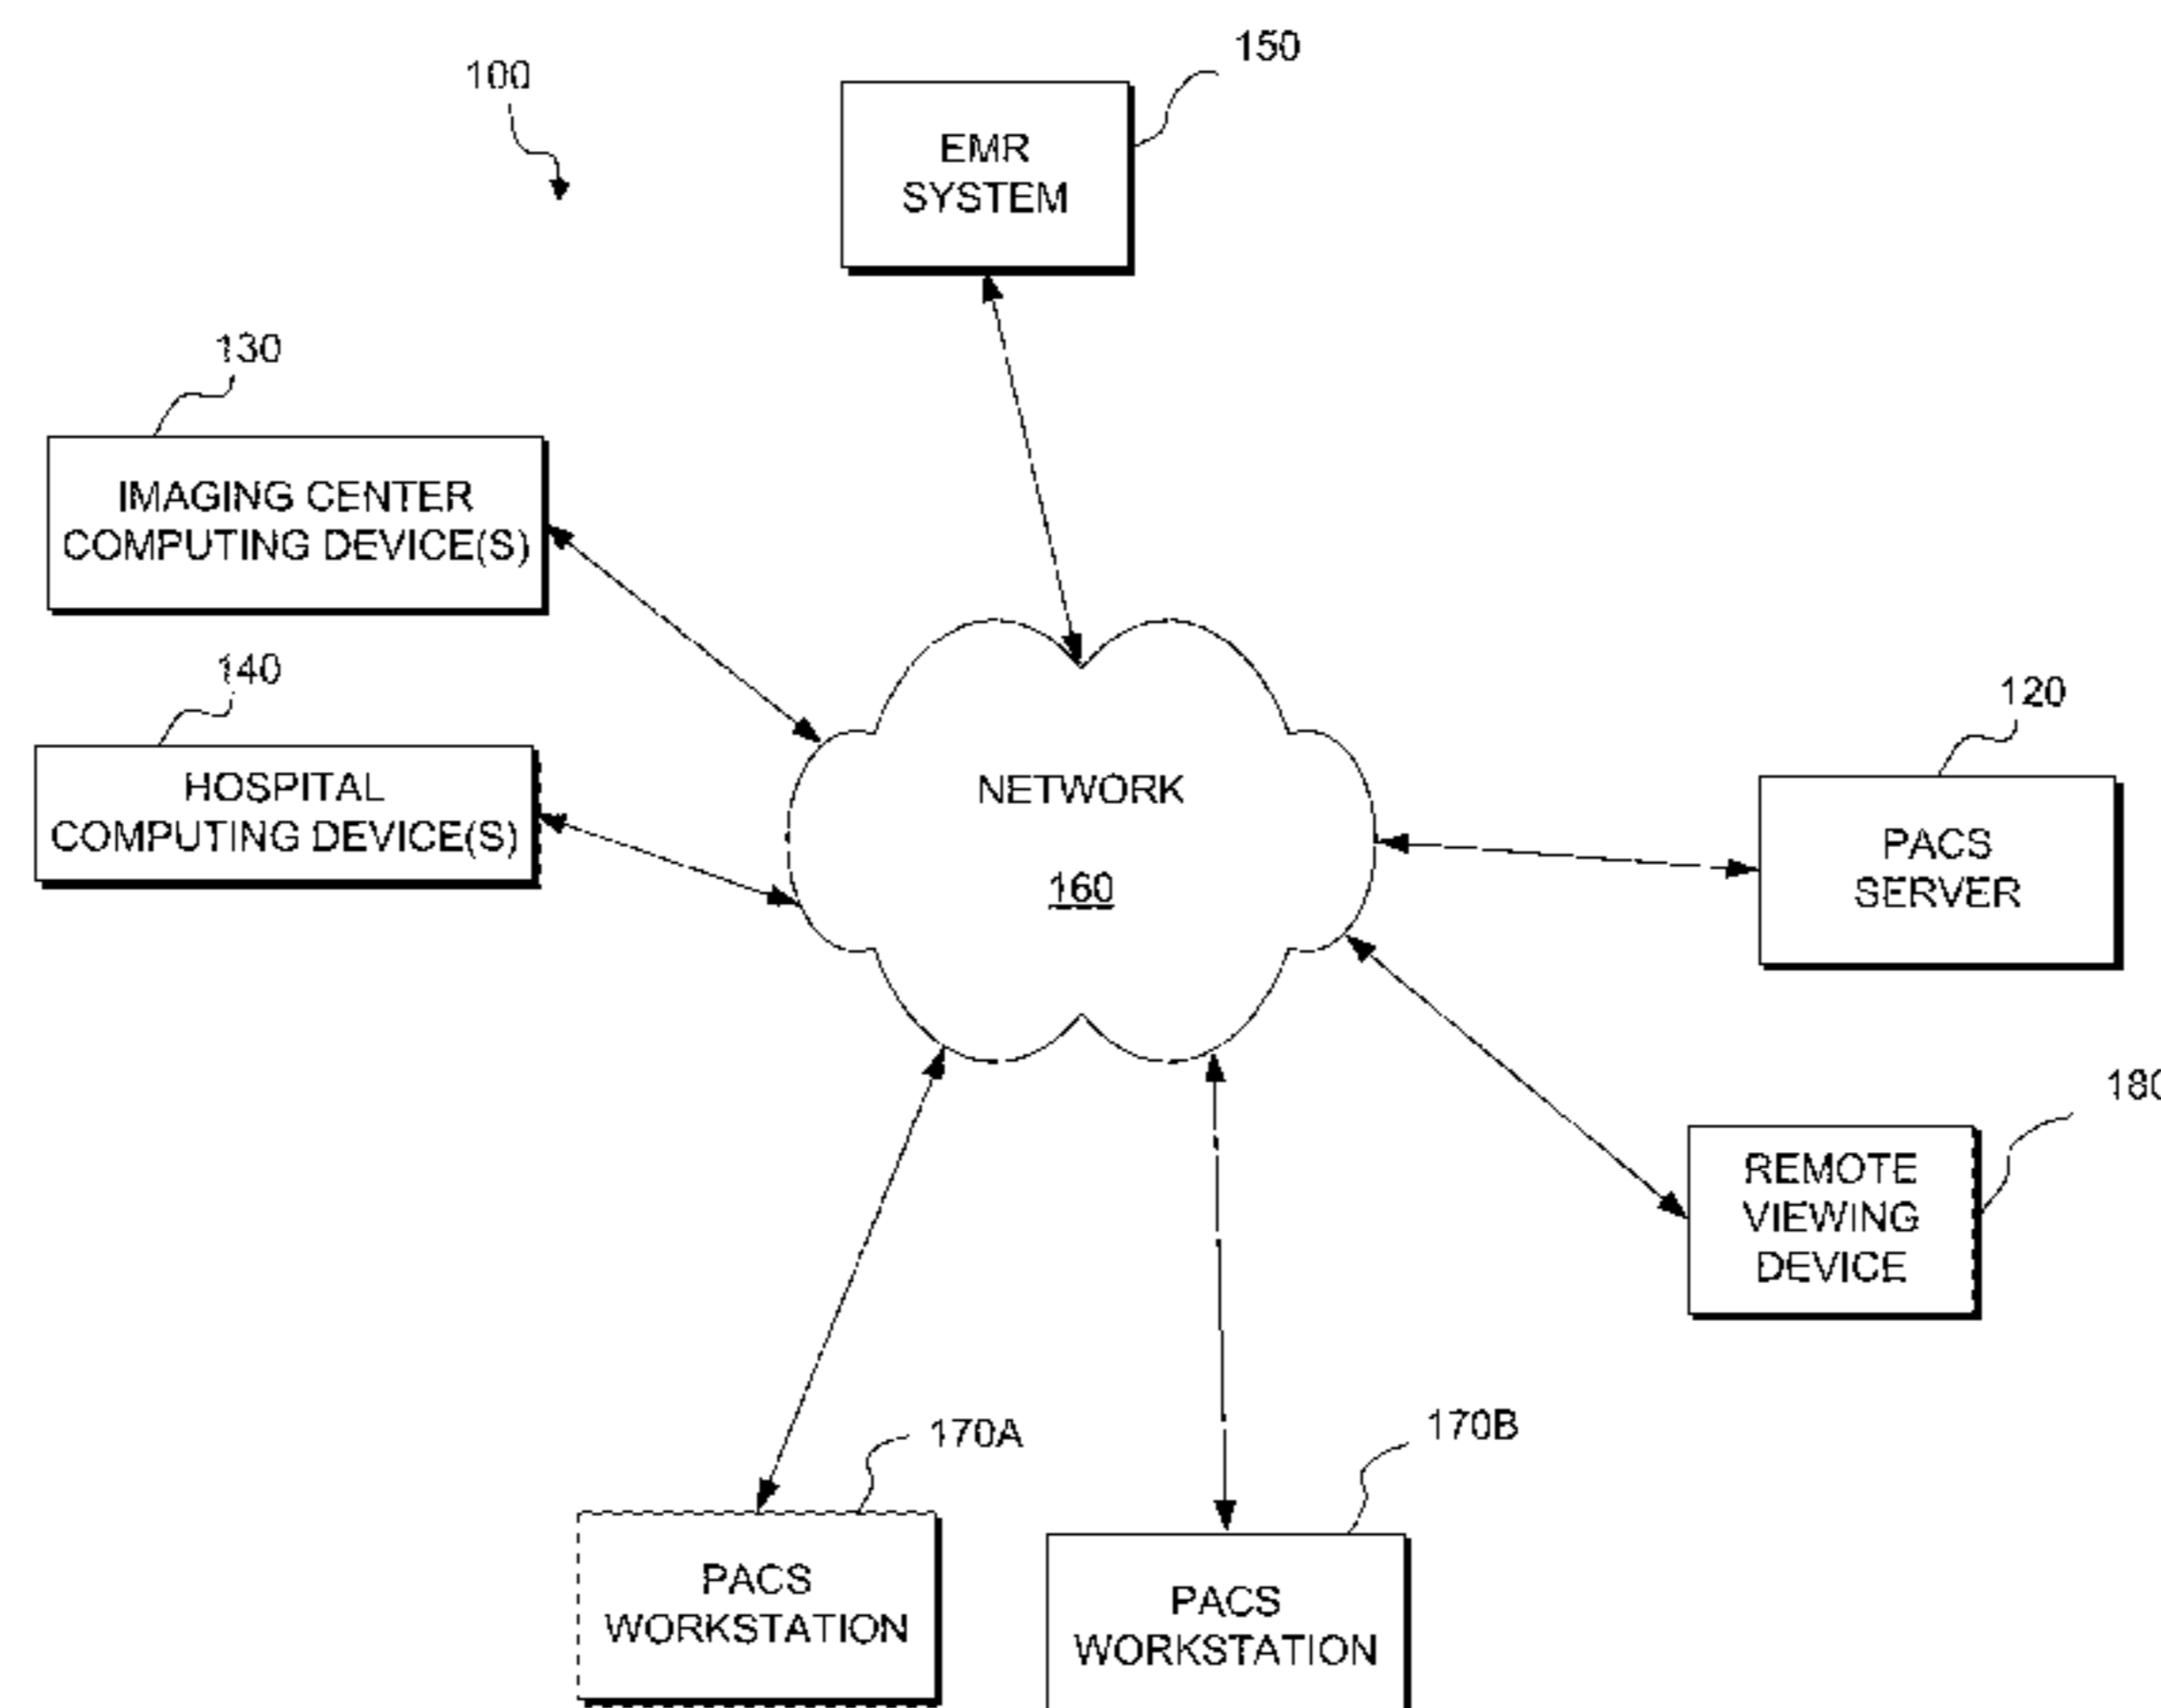 100
150
EMR
SYSTEM
130
IMAGING CENTER
COMPUTING DEVICE(S)
140
HOSPITAL
COMPUTING DEVICE(S)
NETWORK
160
120
PACS
SERVER
180
REMOTE
VIEWING
DEVICE
170A
PACS
WORKSTATION
170B
PACS
WORKSTATION